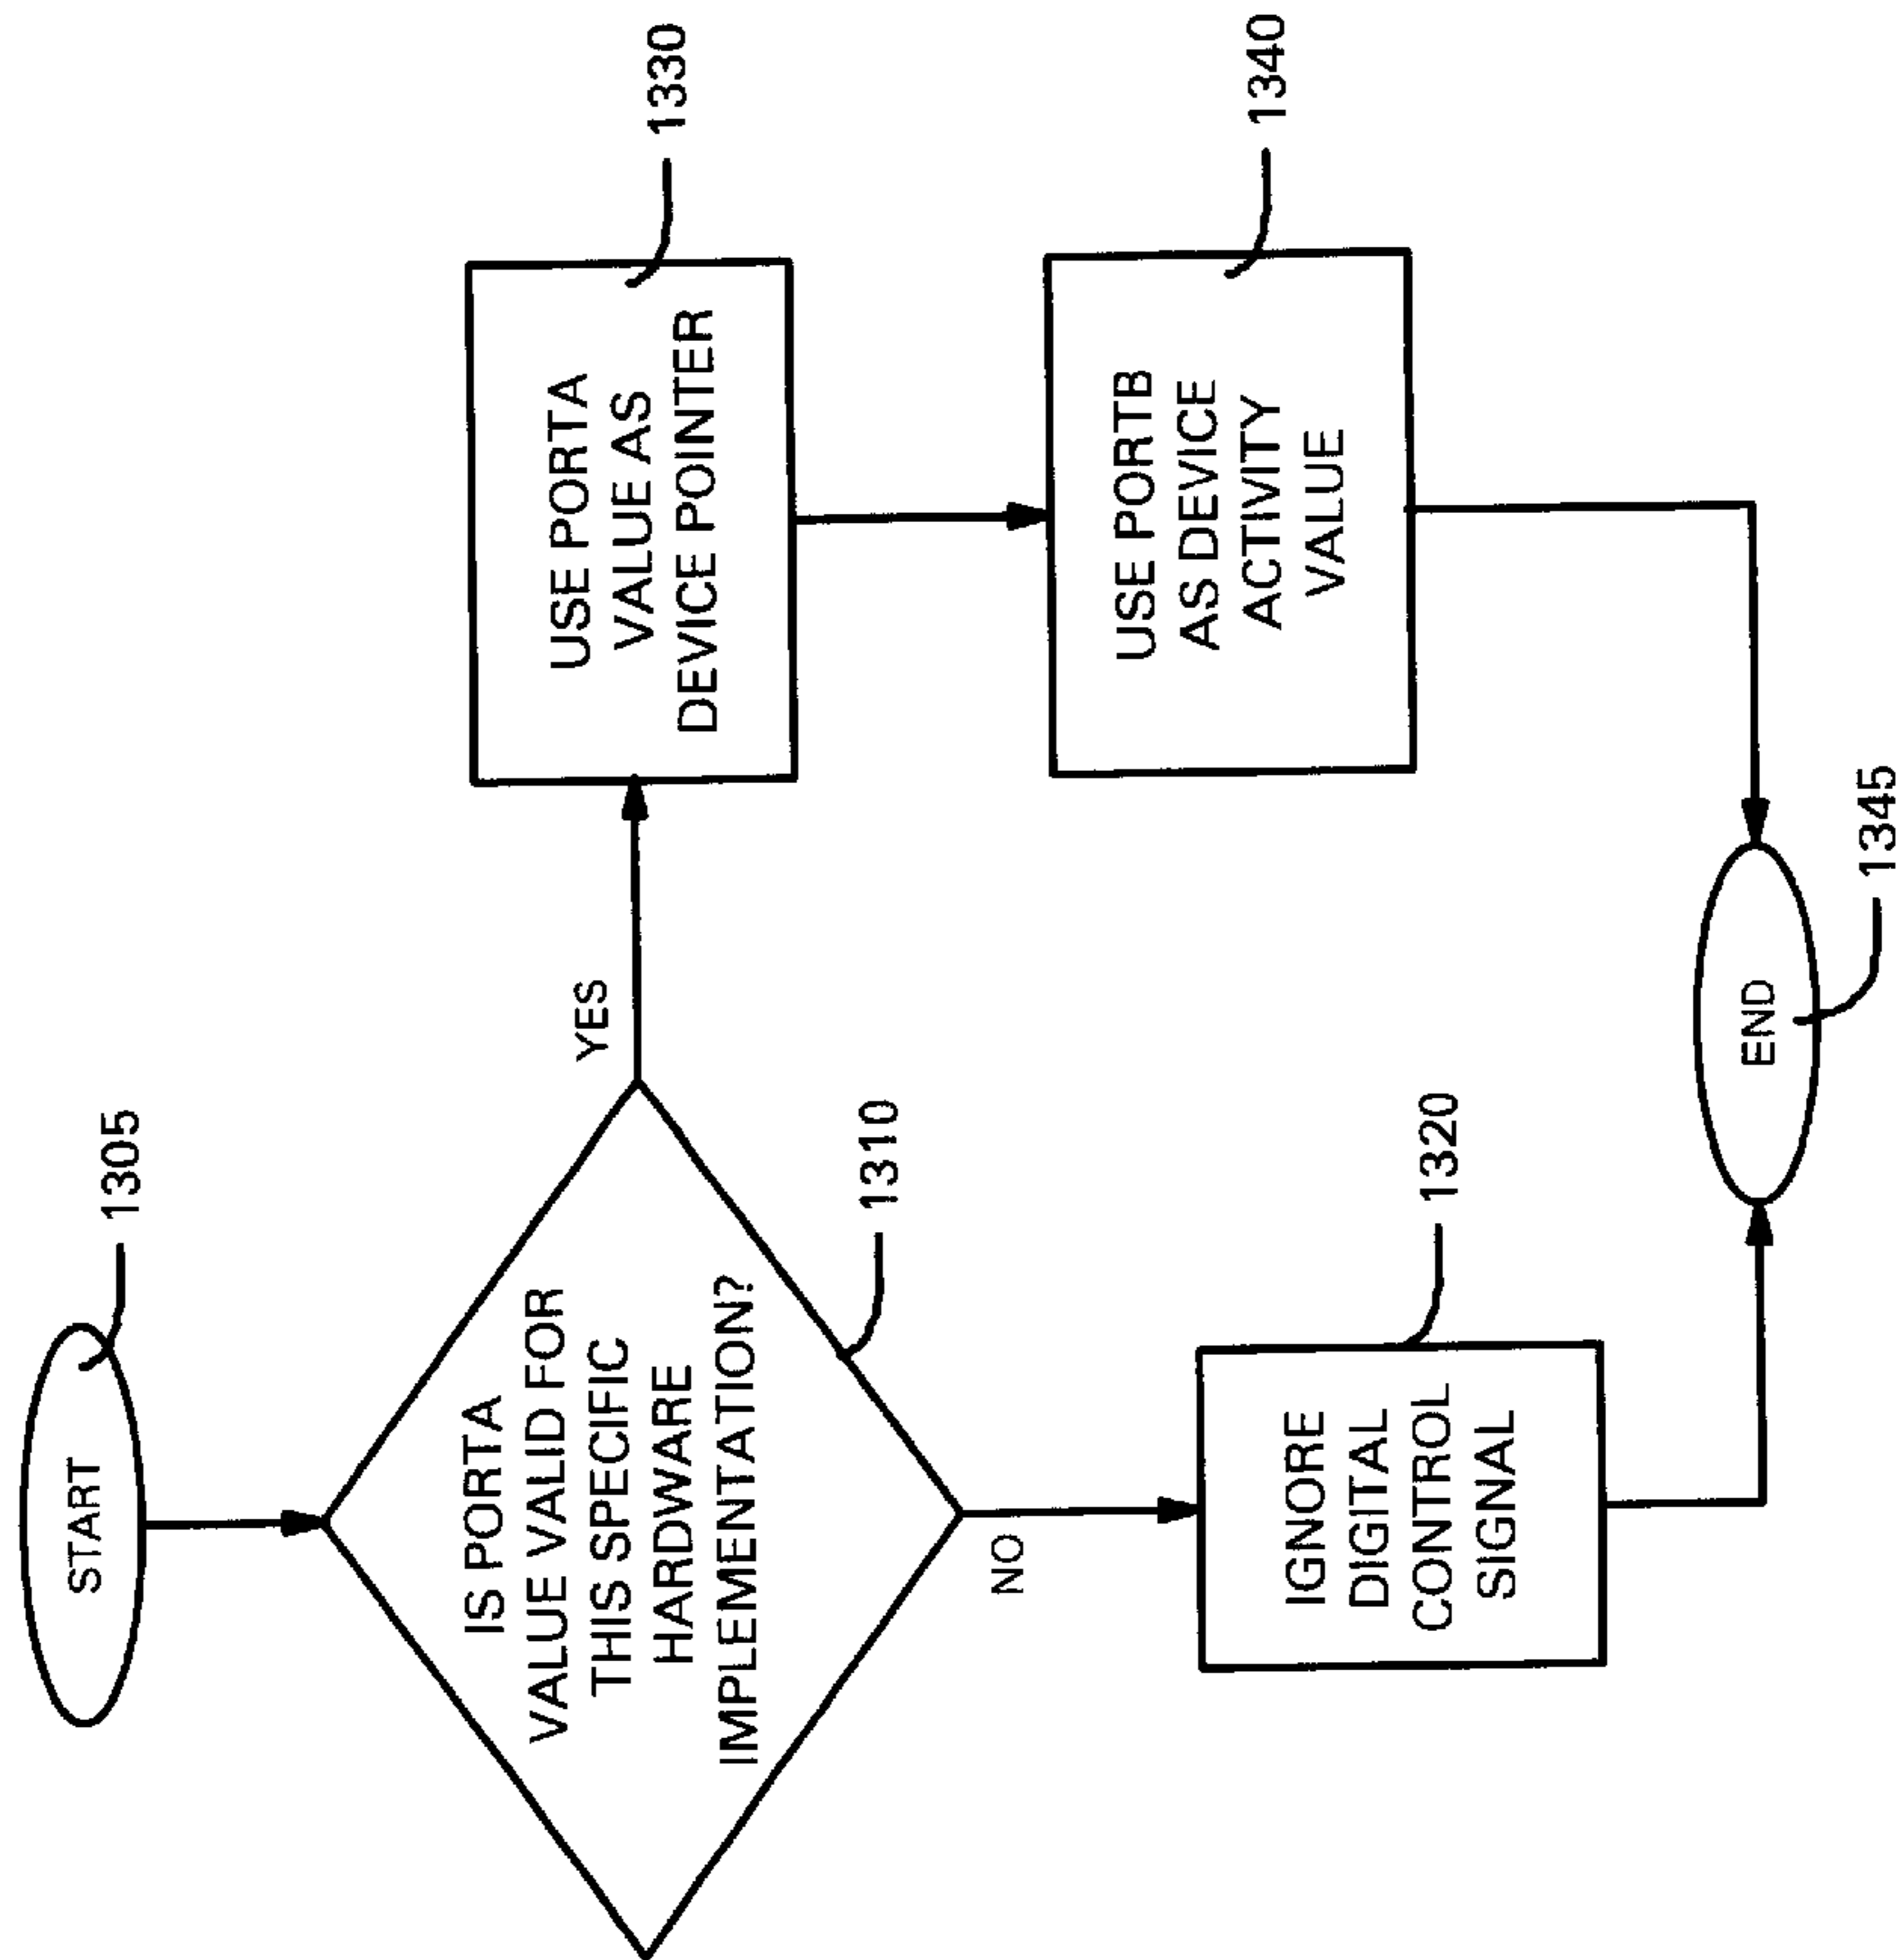 START
1305
IS PORTA
VALUE VALID FOR
THIS SPECIFIC
HARDWARE
IMPLEMENTATION?
1310
YES
USE PORTA
VALUE AS
DEVICE POINTER
1330
USE PORTB
AS DEVICE
ACTIVITY
VALUE
1340
NO
IGNORE
DIGITAL
CONTROL
SIGNAL
1320
END
1345